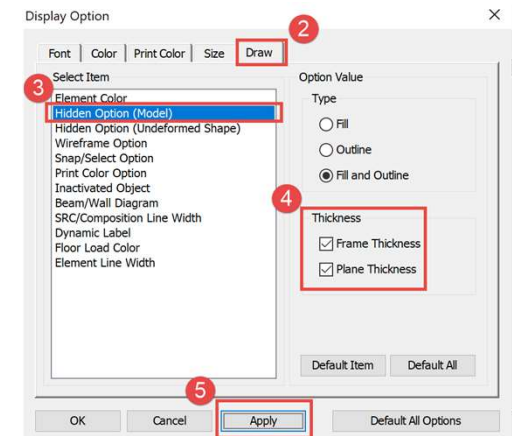 Display Option
2
Font Color Print Color Size Draw
Select Item
3
Element Color
Hidden Option (Model)
Hidden Option (Undeformed Shape)
Wireframe Option
Snap/Select Option
Print Color Option
Inactivated Object
Beam/Wall Diagram
SRC/Composition Line Width
Dynamic Label
Floor Load Color
Element Line Width
Option Value
Type
Fill
Outline
Fill and Outline
4
Thickness
Frame Thickness
Plane Thickness
Default Item Default All
5
OK Cancel Apply Default All Options